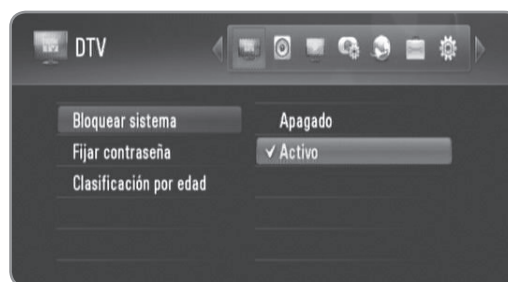 DTV
Bloquear sistema
Apagado
Fijar contraseña
✓ Activo
Clasificación por edad